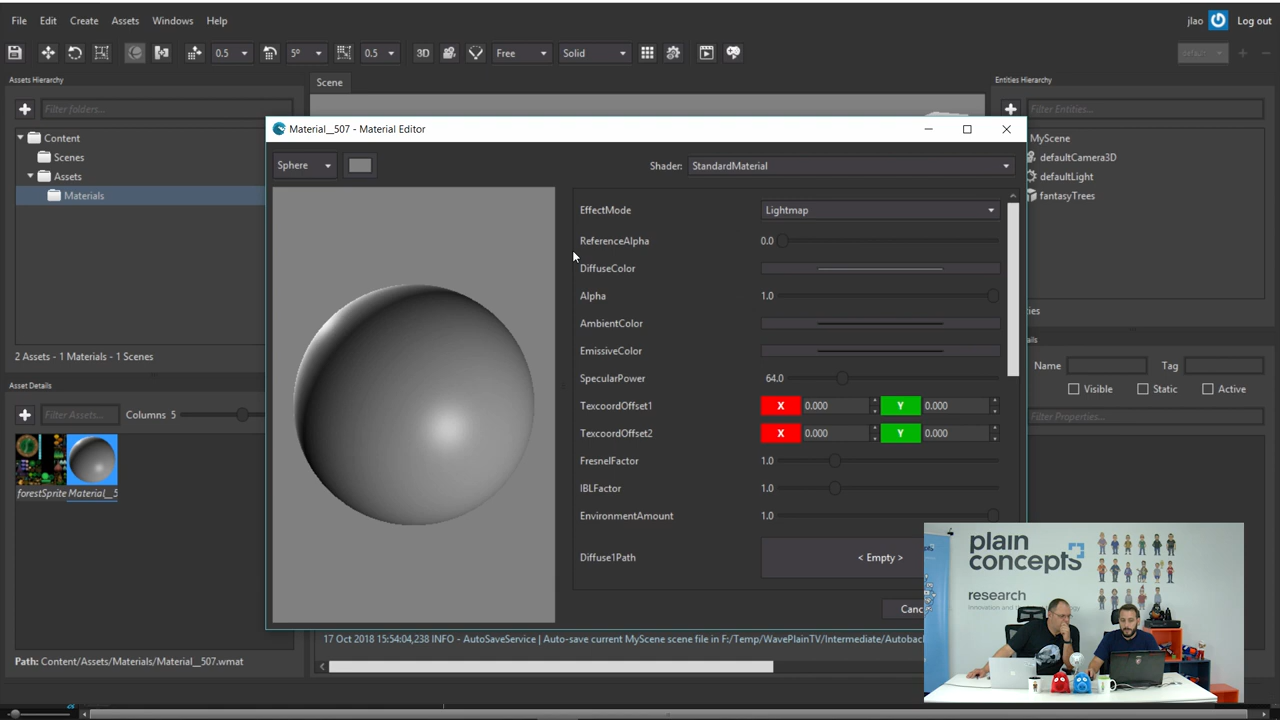 File Edit Create Assets Windows Help
jlao Log out
0.5 5° 0.5 3D Free Solid default
Assets Hierarchy
Scene
Entities Hierarchy
Filter folders...
Filter Entities...
Material__507 - Material Editor
Content
Scenes
Assets
Materials
MyScene
defaultCamera3D
defaultLight
fantasyTrees
Sphere
Shader: StandardMaterial
EffectMode Lightmap
ReferenceAlpha 0.0
DiffuseColor
Alpha 1.0
AmbientColor
EmissiveColor
SpecularPower 64.0
TexcoordOffset1 X 0.000 Y 0.000
TexcoordOffset2 X 0.000 Y 0.000
FresnelFactor 1.0
IBLFactor 1.0
EnvironmentAmount 1.0
Diffuse1Path < Empty >
Canc
2 Assets - 1 Materials - 1 Scenes
Asset Details
Filter Assets... Columns 5
forestSprite Material__5
Path: Content/Assets/Materials/Material__507.wmat
ies
ails
Name Tag
Visible Static Active
Filter Properties...
17 Oct 2018 15:54:04,238 INFO - AutoSaveService | Auto-save current MyScene scene file in F:/Temp/WavePlainTV/Intermediate/Autoback
plain
concepts
research